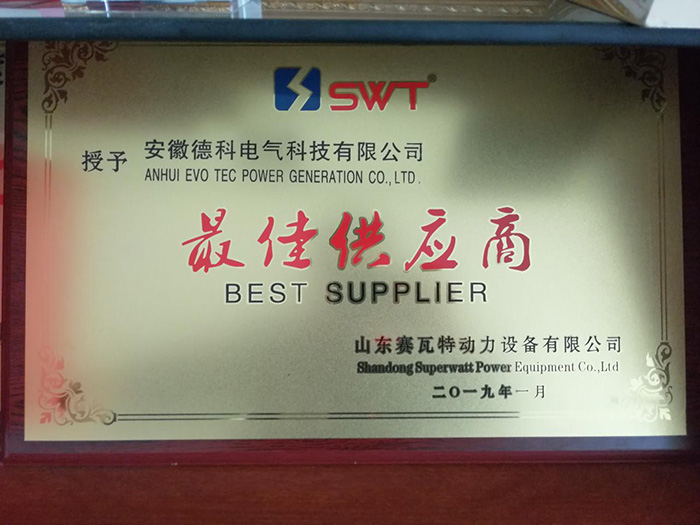 SWT®
授予 安徽德科电气科技有限公司
ANHUI EVO TEC POWER GENERATION CO.,LTD.
最佳供应商
BEST SUPPLIER
山东赛瓦特动力设备有限公司
Shandong Superwatt Power Equipment Co.,Ltd
二〇一九年一月